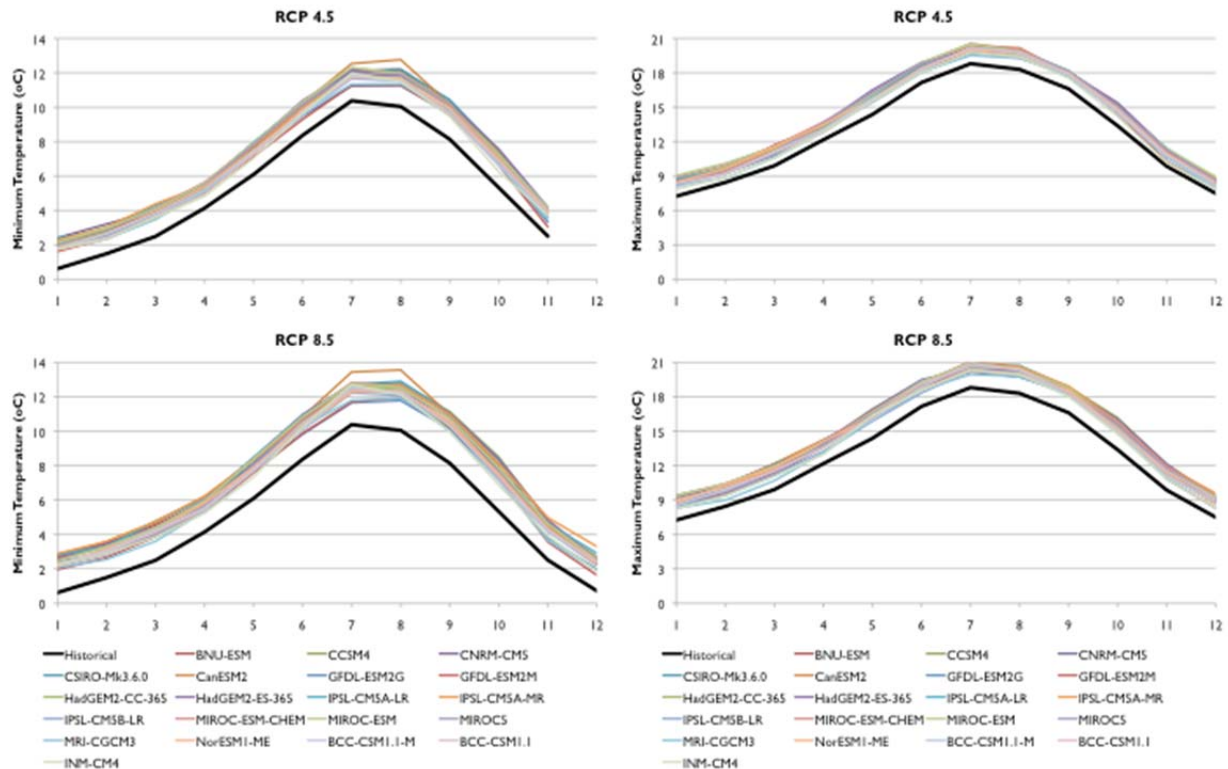 RCP 4.5
Minimum Temperature (oC)
14
12
10
8
6
4
2
0
1 2 3 4 5 6 7 8 9 10 11 12
RCP 4.5
Maximum Temperature (oC)
21
18
15
12
9
6
3
0
1 2 3 4 5 6 7 8 9 10 11 12
RCP 8.5
Minimum Temperature (oC)
14
12
10
8
6
4
2
0
1 2 3 4 5 6 7 8 9 10 11 12
RCP 8.5
Maximum Temperature (oC)
21
18
15
12
9
6
3
0
1 2 3 4 5 6 7 8 9 10 11 12
Historical BNU-ESM CCSM4 CNRM-CM5
CSIRO-Mk3.6.0 CanESM2 GFDL-ESM2G GFDL-ESM2M
HadGEM2-CC-365 HadGEM2-ES-365 IPSL-CM5A-LR IPSL-CM5A-MR
IPSL-CM5B-LR MIROC-ESM-CHEM MIROC-ESM MIROC5
MRI-CGCM3 NorESM1-ME BCC-CSM1.1-M BCC-CSM1.1
INM-CM4
Historical BNU-ESM CCSM4 CNRM-CM5
CSIRO-Mk3.6.0 CanESM2 GFDL-ESM2G GFDL-ESM2M
HadGEM2-CC-365 HadGEM2-ES-365 IPSL-CM5A-LR IPSL-CM5A-MR
IPSL-CM5B-LR MIROC-ESM-CHEM MIROC-ESM MIROC5
MRI-CGCM3 NorESM1-ME BCC-CSM1.1-M BCC-CSM1.1
INM-CM4